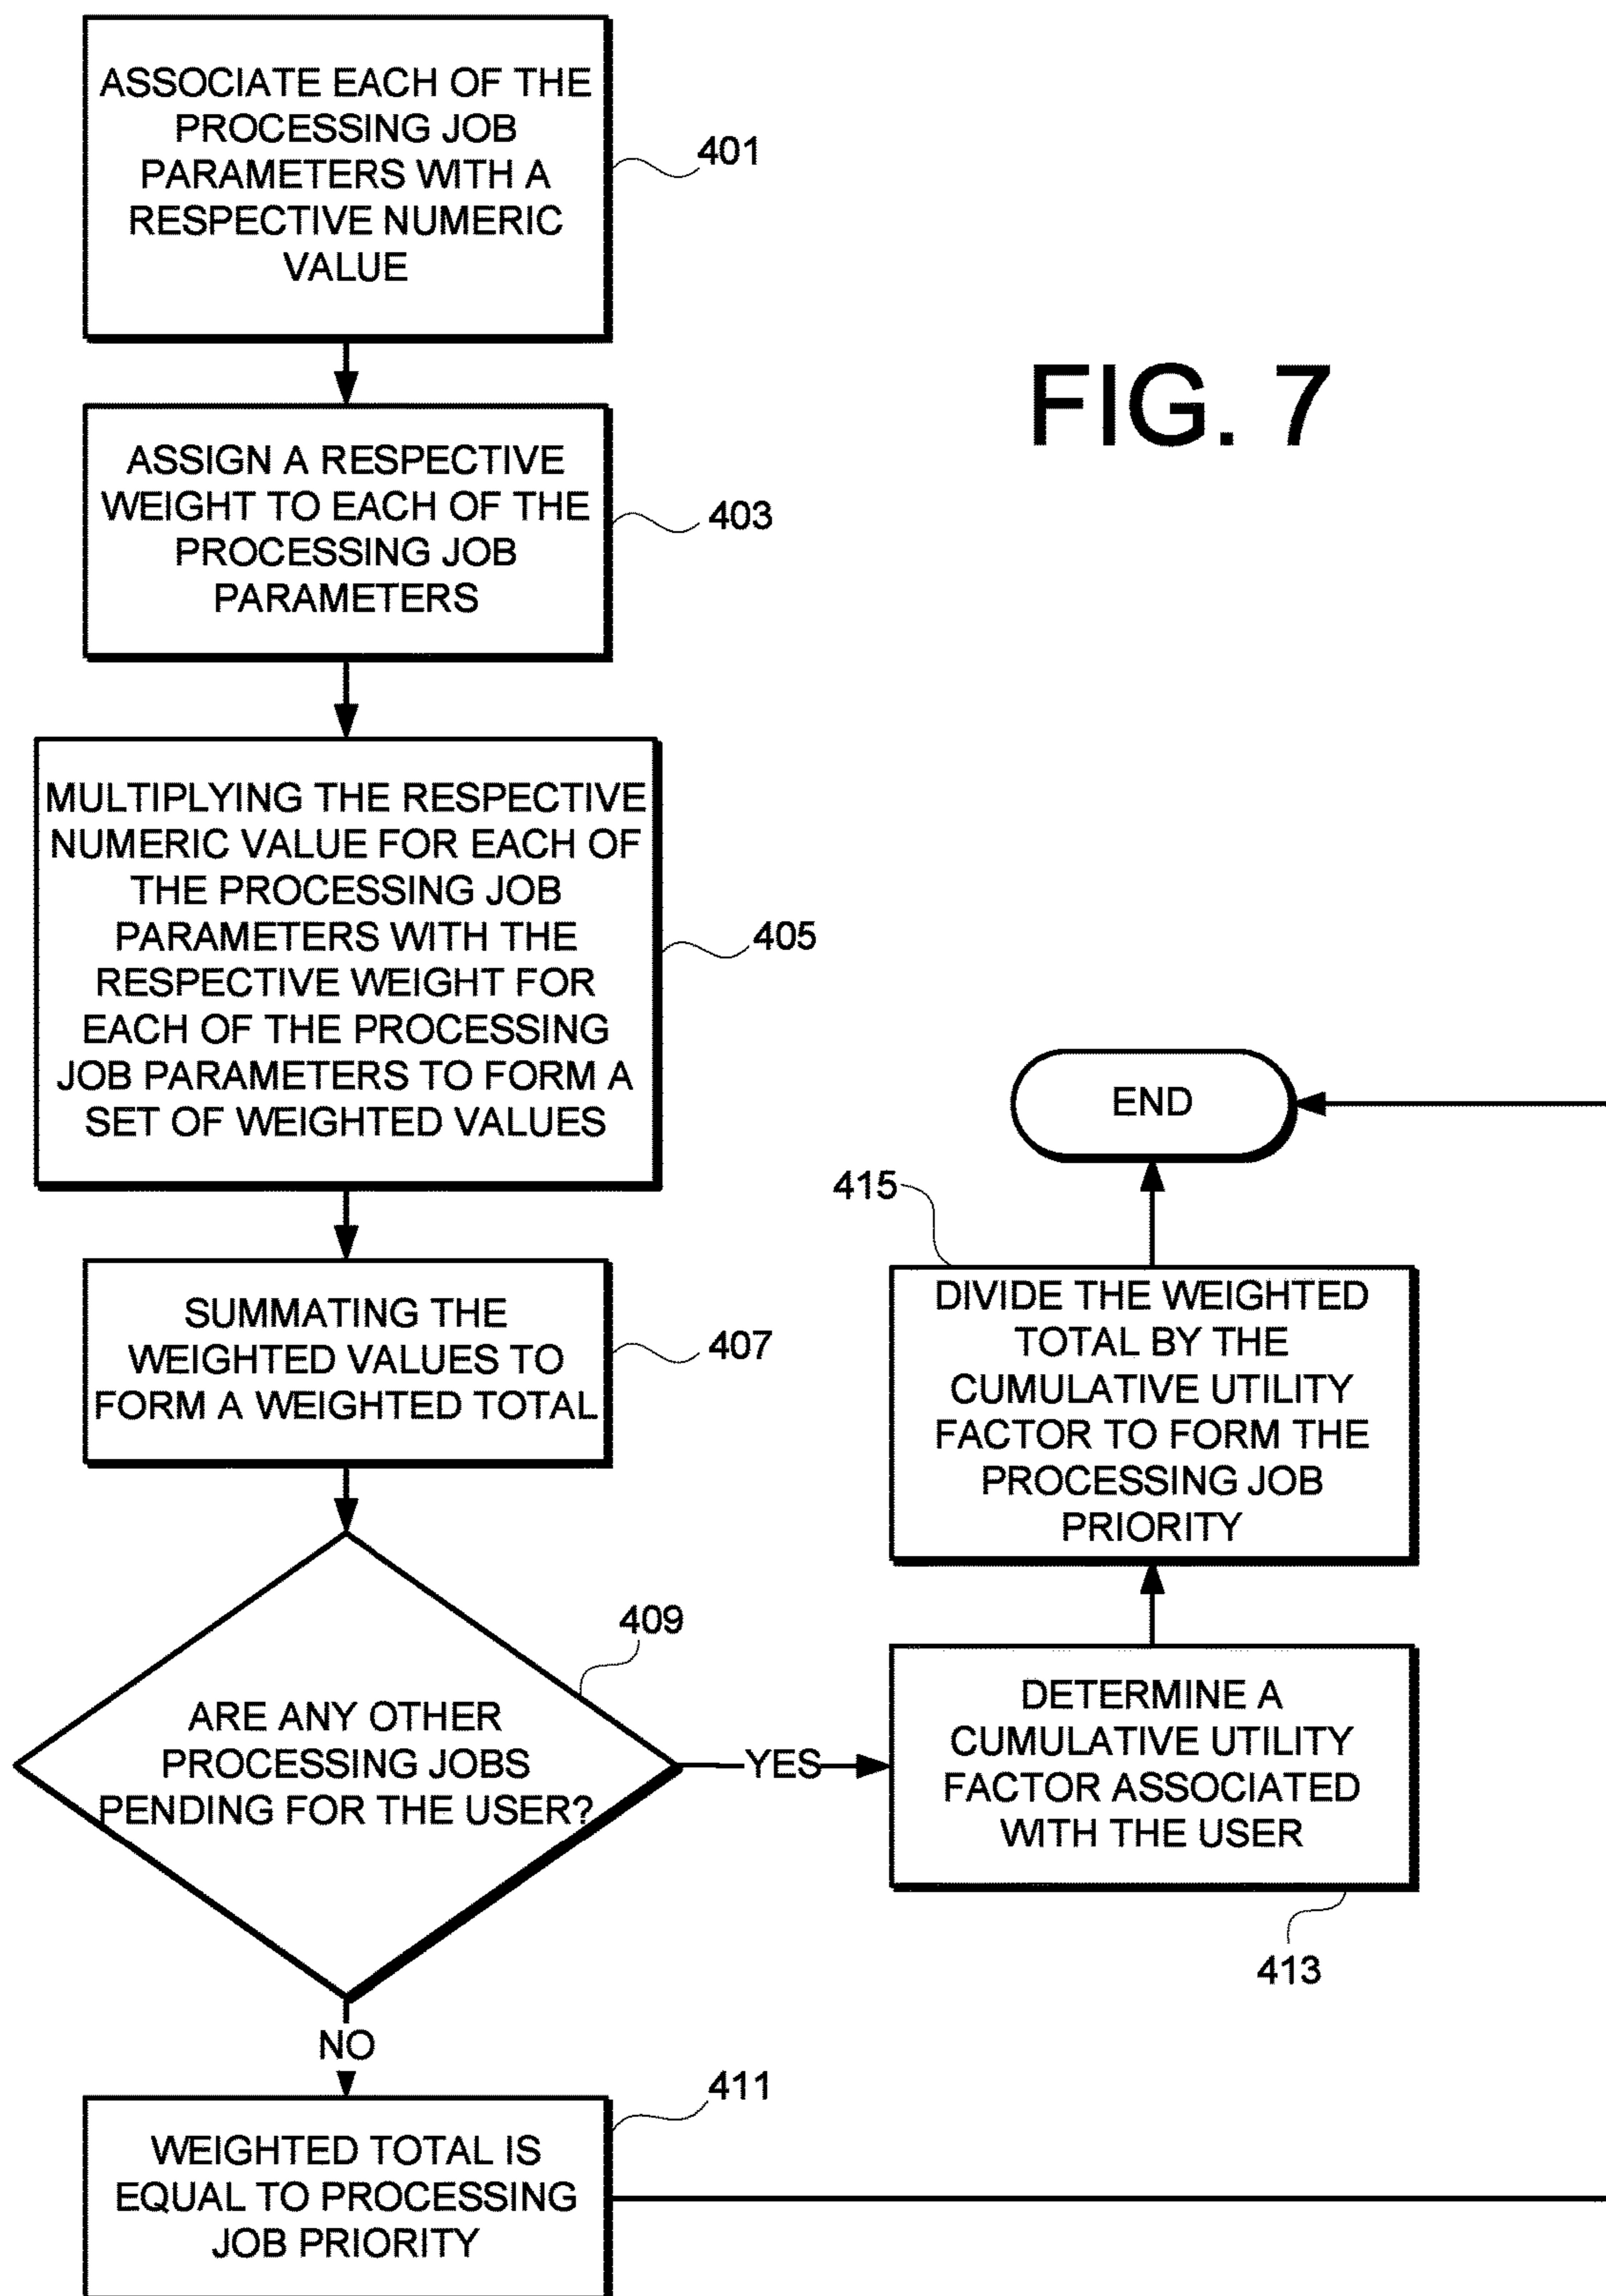 ASSOCIATE EACH OF THE
PROCESSING JOB
PARAMETERS WITH A
RESPECTIVE NUMERIC
VALUE
401
FIG. 7
ASSIGN A RESPECTIVE
WEIGHT TO EACH OF THE
PROCESSING JOB
PARAMETERS
403
MULTIPLYING THE RESPECTIVE
NUMERIC VALUE FOR EACH OF
THE PROCESSING JOB
PARAMETERS WITH THE
RESPECTIVE WEIGHT FOR
EACH OF THE PROCESSING
JOB PARAMETERS TO FORM A
SET OF WEIGHTED VALUES
405
SUMMATING THE
WEIGHTED VALUES TO
FORM A WEIGHTED TOTAL
407
ARE ANY OTHER
PROCESSING JOBS
PENDING FOR THE USER?
409
NO
WEIGHTED TOTAL IS
EQUAL TO PROCESSING
JOB PRIORITY
411
YES
DETERMINE A
CUMULATIVE UTILITY
FACTOR ASSOCIATED
WITH THE USER
413
DIVIDE THE WEIGHTED
TOTAL BY THE
CUMULATIVE UTILITY
FACTOR TO FORM THE
PROCESSING JOB
PRIORITY
415
END